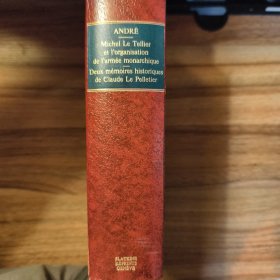 ANDRÉ
Michel Le Tellier
et l'organisation
de l'armée monarchique
Deux mémoires historiques
de Claude Le Pelletier
SLATKINE
REPRINTS
GENÈVE